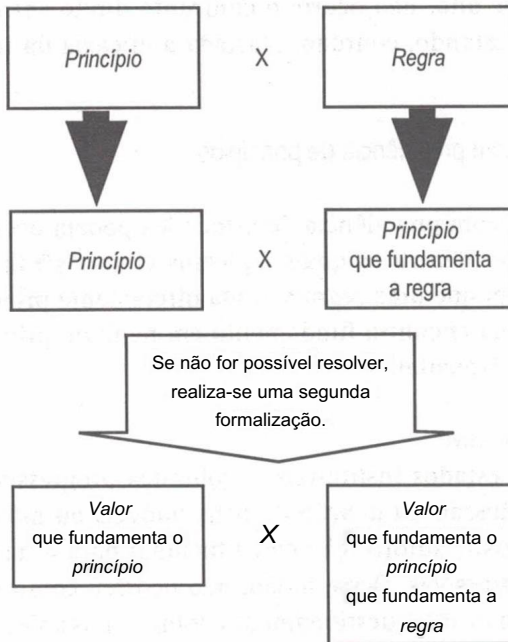 Princípio X Regra
Princípio X Princípio
que fundamenta
a regra
Se não for possível resolver,
realiza-se uma segunda
formalização.
Valor
que fundamenta o
princípio
X
Valor
que fundamenta o
princípio
que fundamenta a
regra